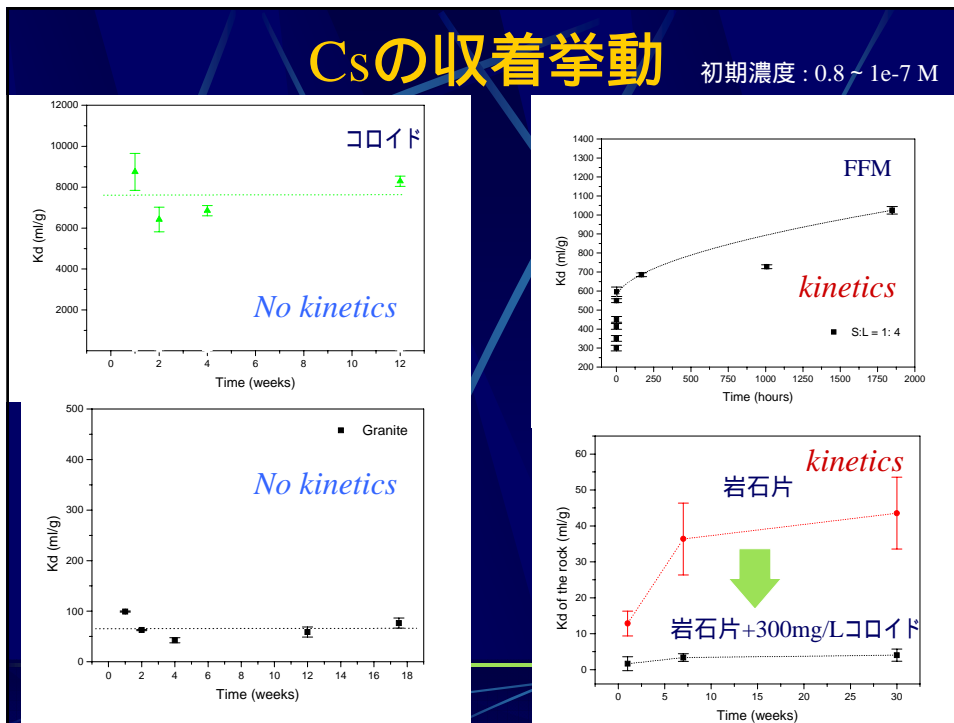 Csの収着挙動
初期濃度 : 0.8 ~ 1e-7 M
12000
10000
8000
6000
4000
2000
Kd (ml/g)
コロイド
No kinetics
0 2 4 6 8 10 12
Time (weeks)
1400
1300
1200
1100
1000
900
800
700
600
500
400
300
200
Kd (ml/g)
FFM
kinetics
S:L = 1: 4
0 250 500 750 1000 1250 1500 1750 2000
Time (hours)
500
400
300
200
100
0
Kd (ml/g)
Granite
No kinetics
0 2 4 6 8 10 12 14 16 18
Time (weeks)
60
50
40
30
20
10
0
Kd of the rock (ml/g)
kinetics
岩石片
岩石片+300mg/Lコロイド
0 5 10 15 20 25 30
Time (weeks)